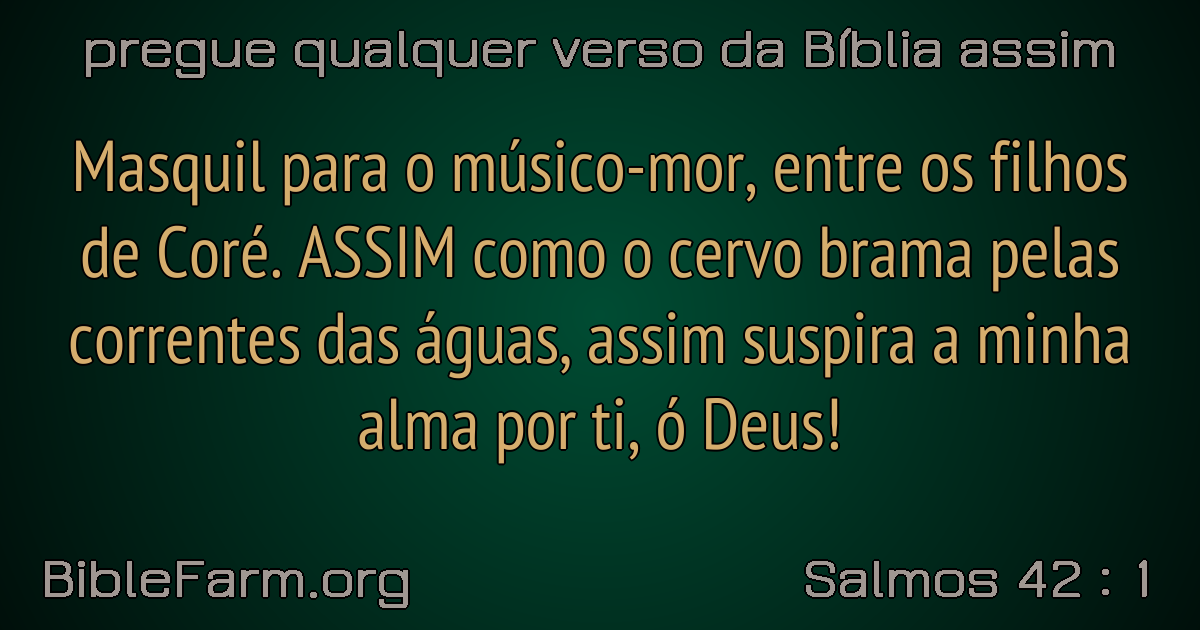 pregue qualquer verso da Bíblia assim
Masquil para o músico-mor, entre os filhos
de Coré. ASSIM como o cervo brama pelas
correntes das águas, assim suspira a minha
alma por ti, ó Deus!
BibleFarm.org
Salmos 42 : 1